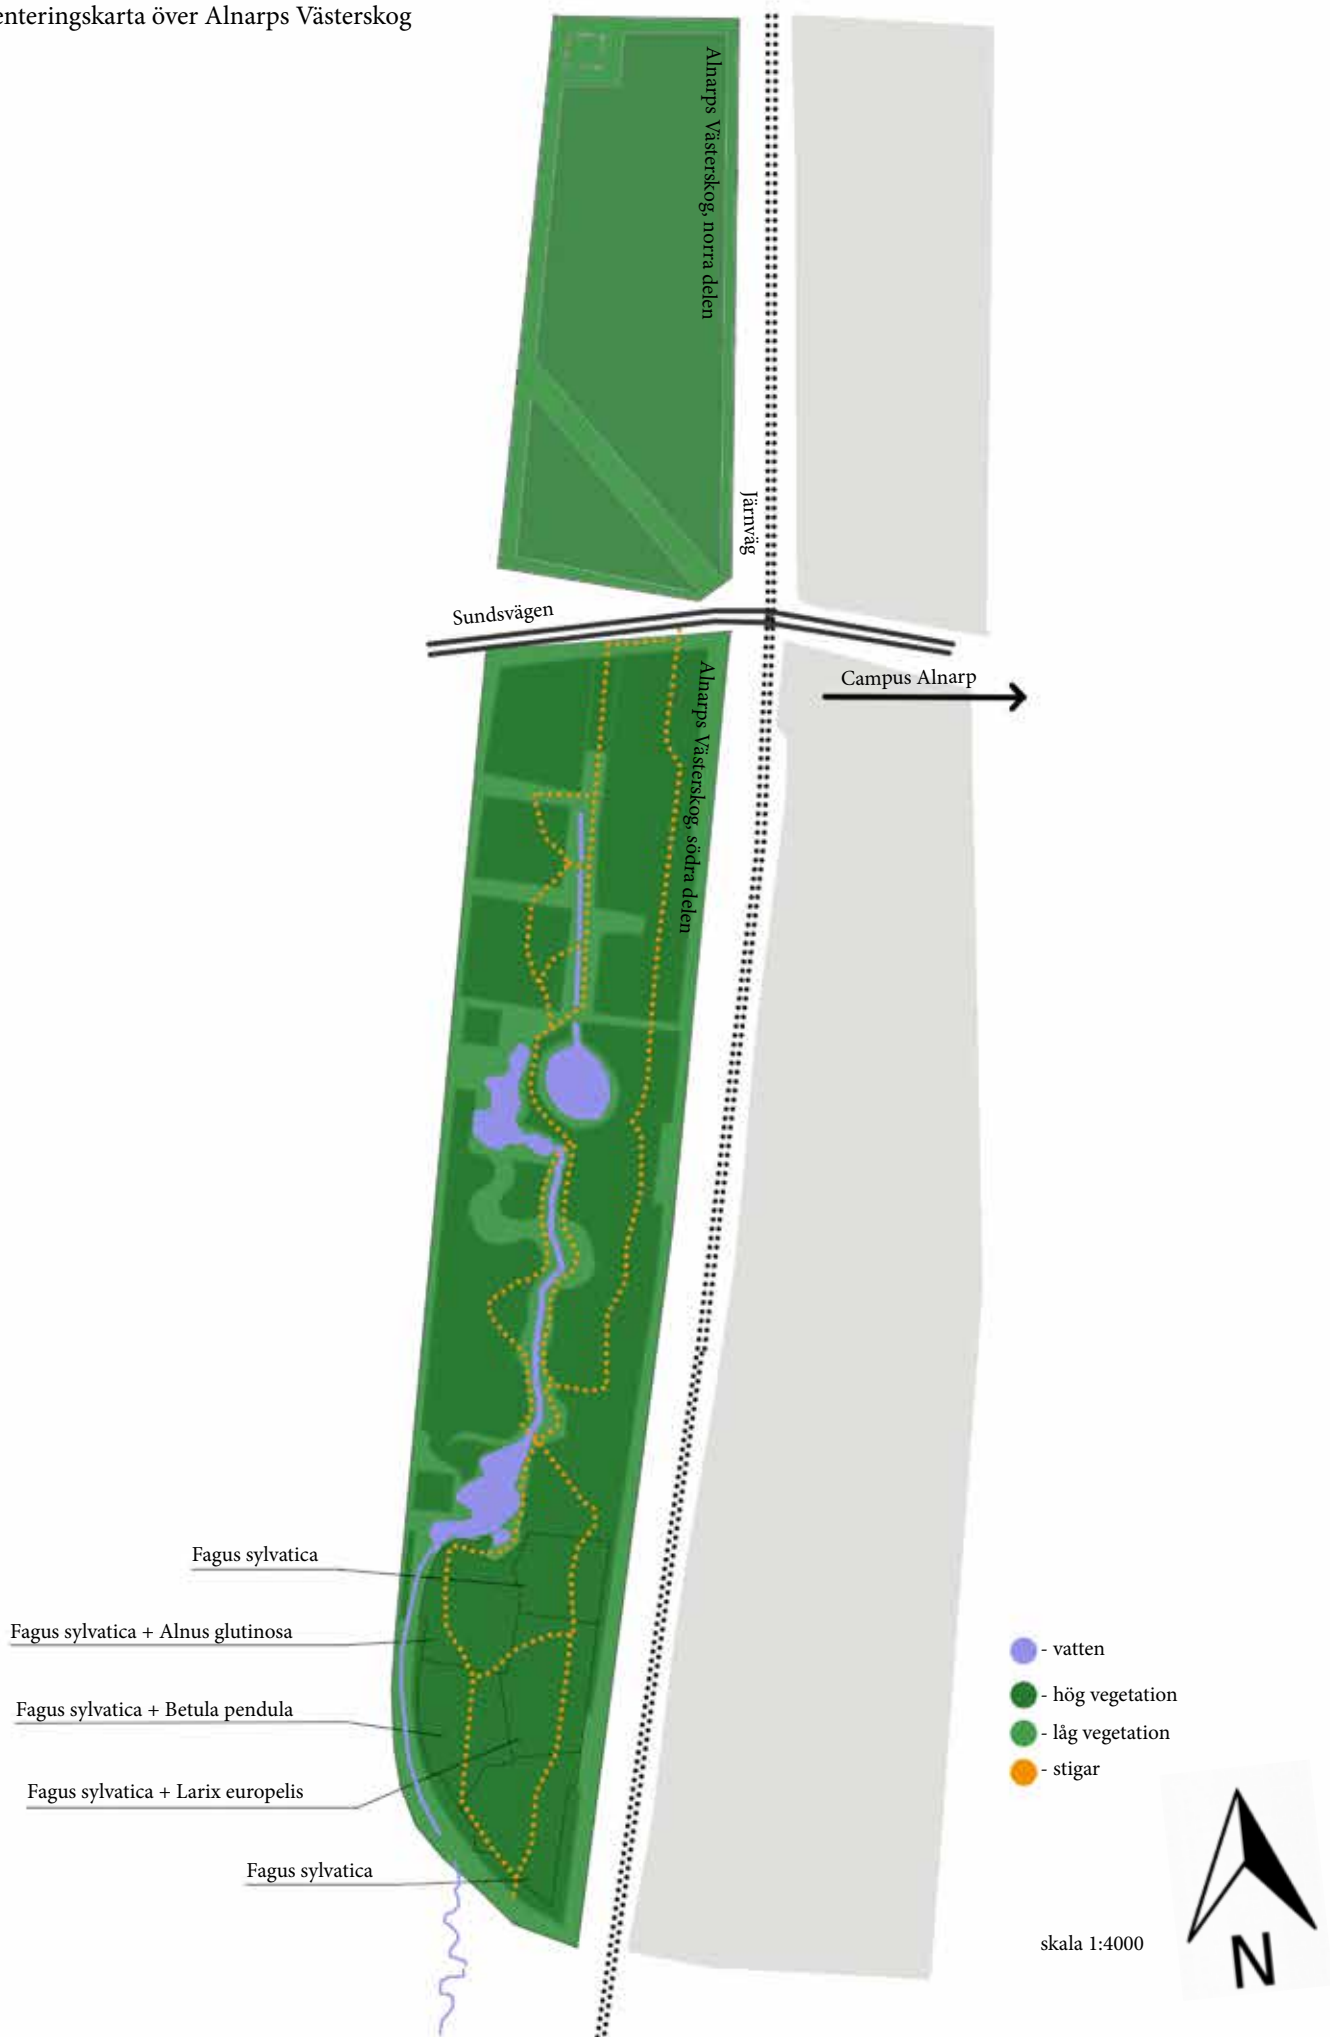 enteringskarta över Alnarps Västerskog
Alnarps Västerskog, norra delen
Järnväg
Sundsvägen
Campus Alnarp
Alnarps Västerskog, södra delen
Fagus sylvatica
Fagus sylvatica + Alnus glutinosa
Fagus sylvatica + Betula pendula
Fagus sylvatica + Larix europelis
Fagus sylvatica
- vatten
- hög vegetation
- låg vegetation
- stigar
skala 1:4000
N